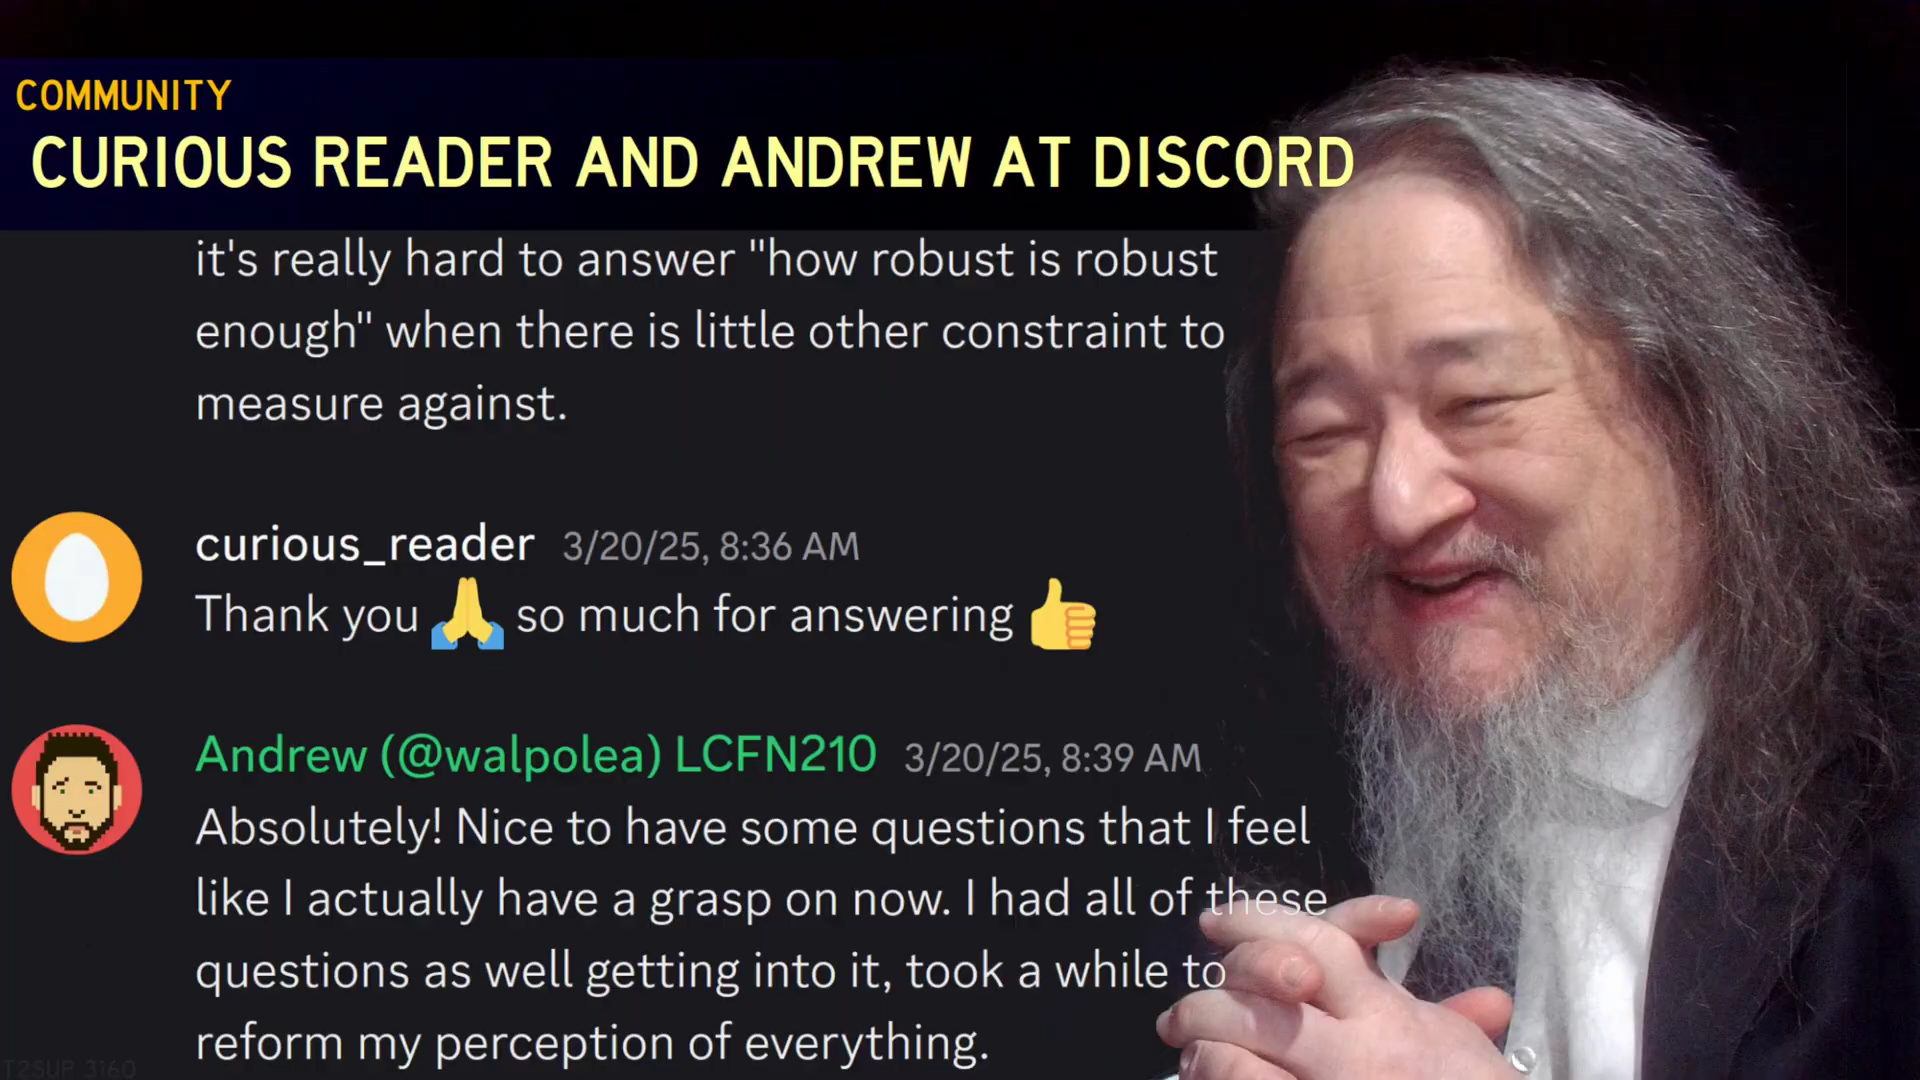 COMMUNITY
CURIOUS READER AND ANDREW AT DISCORD
it's really hard to answer "how robust is robust
enough" when there is little other constraint to
measure against.
curious_reader 3/20/25, 8:36 AM
Thank you 🙏 so much for answering 👍
Andrew (@walpolea) LCFN210 3/20/25, 8:39 AM
Absolutely! Nice to have some questions that I feel
like I actually have a grasp on now. I had all of these
questions as well getting into it, took a while to
reform my perception of everything.
T2SUP 3160